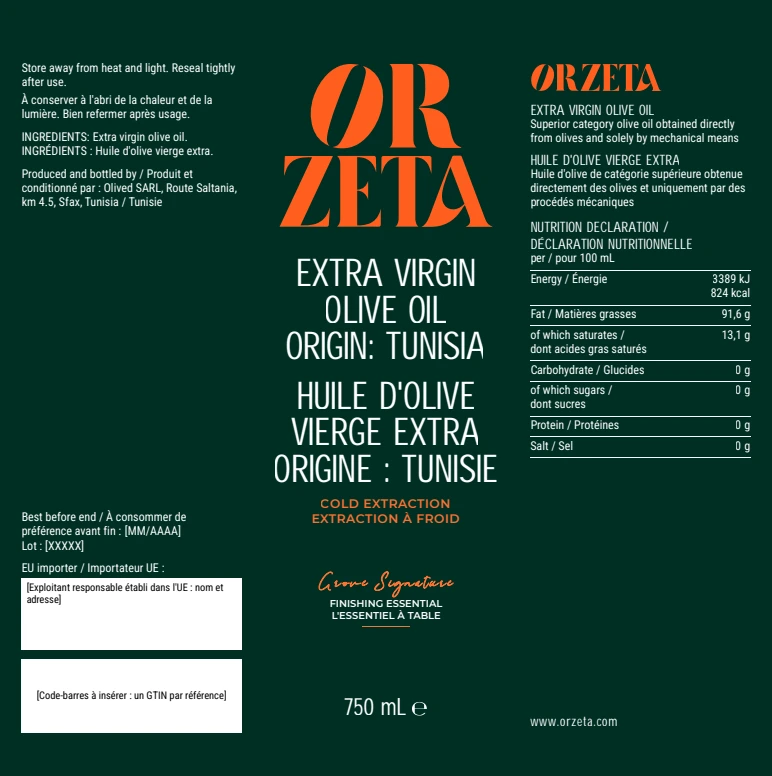 Store away from heat and light. Reseal tightly
after use.
À conserver à l'abri de la chaleur et de la
lumière. Bien refermer après usage.
INGREDIENTS: Extra virgin olive oil.
INGRÉDIENTS : Huile d'olive vierge extra.
Produced and bottled by / Produit et
conditionné par : Olived SARL, Route Saltania,
km 4.5, Sfax, Tunisia / Tunisie
Best before end / À consommer de
préférence avant fin : [MM/AAAA]
Lot : [XXXXX]
EU importer / Importateur UE :
[Exploitant responsable établi dans l'UE : nom et
adresse]
[Code-barres à insérer : un GTIN par référence]
OR
ZETA
EXTRA VIRGIN
OLIVE OIL
ORIGIN: TUNISIA
HUILE D'OLIVE
VIERGE EXTRA
ORIGINE : TUNISIE
COLD EXTRACTION
EXTRACTION À FROID
Grove Signature
FINISHING ESSENTIAL
L'ESSENTIEL À TABLE
750 mL ℮
OR ZETA
EXTRA VIRGIN OLIVE OIL
Superior category olive oil obtained directly
from olives and solely by mechanical means
HUILE D'OLIVE VIERGE EXTRA
Huile d'olive de catégorie supérieure obtenue
directement des olives et uniquement par des
procédés mécaniques
NUTRITION DECLARATION /
DÉCLARATION NUTRITIONNELLE
per / pour 100 mL
Energy / Énergie 3389 kJ
824 kcal
Fat / Matières grasses 91,6 g
of which saturates / 13,1 g
dont acides gras saturés
Carbohydrate / Glucides 0 g
of which sugars / 0 g
dont sucres
Protein / Protéines 0 g
Salt / Sel 0 g
www.orzeta.com